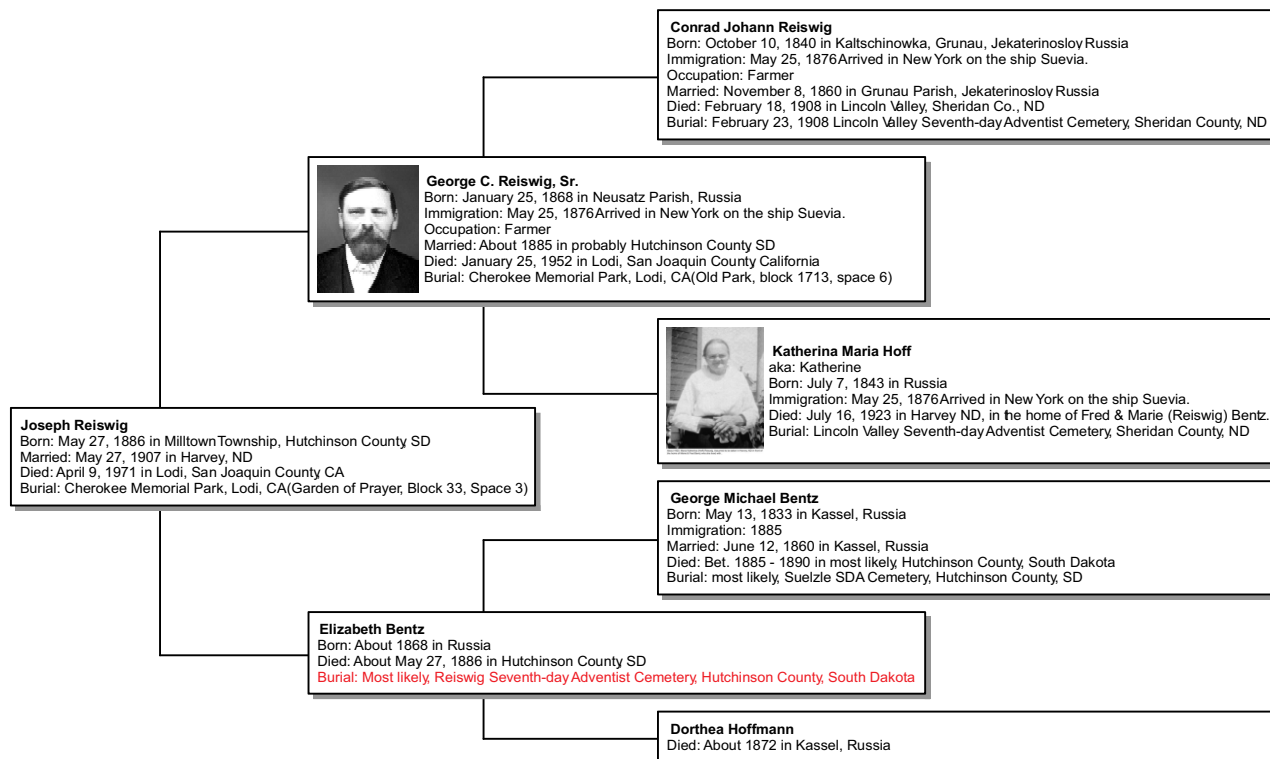 Conrad Johann Reiswig
Born: October 10, 1840 in Kaltschinowka, Grunau, Jekaterinoslov Russia
Immigration: May 25, 1876 Arrived in New York on the ship Suevia.
Occupation: Farmer
Married: November 8, 1860 in Grunau Parish, Jekaterinoslov Russia
Died: February 18, 1908 in Lincoln Valley, Sheridan Co., ND
Burial: February 23, 1908 Lincoln Valley Seventh-day Adventist Cemetery, Sheridan County, ND
George C. Reiswig, Sr.
Born: January 25, 1868 in Neusatz Parish, Russia
Immigration: May 25, 1876 Arrived in New York on the ship Suevia.
Occupation: Farmer
Married: About 1885 in probably Hutchinson County, SD
Died: January 25, 1952 in Lodi, San Joaquin County, California
Burial: Cherokee Memorial Park, Lodi, CA (Old Park, block 1713, space 6)
Katherina Maria Hoff
aka: Katherine
Born: July 7, 1843 in Russia
Immigration: May 25, 1876 Arrived in New York on the ship Suevia.
Died: July 16, 1923 in Harvey ND, in the home of Fred & Marie (Reiswig) Bentz.
Burial: Lincoln Valley Seventh-day Adventist Cemetery, Sheridan County, ND
Joseph Reiswig
Born: May 27, 1886 in Milltown Township, Hutchinson County, SD
Married: May 27, 1907 in Harvey, ND
Died: April 9, 1971 in Lodi, San Joaquin County, CA
Burial: Cherokee Memorial Park, Lodi, CA (Garden of Prayer, Block 33, Space 3)
George Michael Bentz
Born: May 13, 1833 in Kassel, Russia
Immigration: 1885
Married: June 12, 1860 in Kassel, Russia
Died: Bet. 1885 - 1890 in most likely, Hutchinson County, South Dakota
Burial: most likely, Suelzle SDA Cemetery, Hutchinson County, SD
Elizabeth Bentz
Born: About 1868 in Russia
Died: About May 27, 1886 in Hutchinson County, SD
Burial: Most likely, Reiswig Seventh-day Adventist Cemetery, Hutchinson County, South Dakota
Dorthea Hoffmann
Died: About 1872 in Kassel, Russia